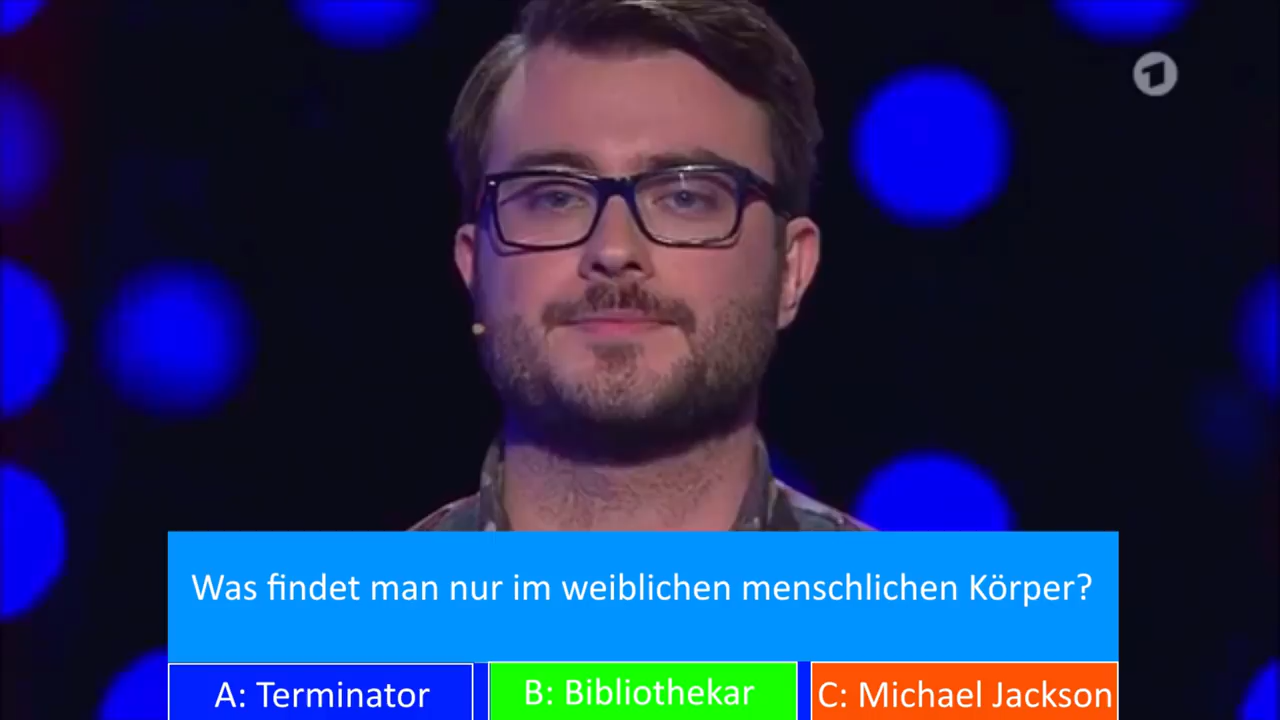 Was findet man nur im weiblichen menschlichen Körper?
A: Terminator
B: Bibliothekar
C: Michael Jackson